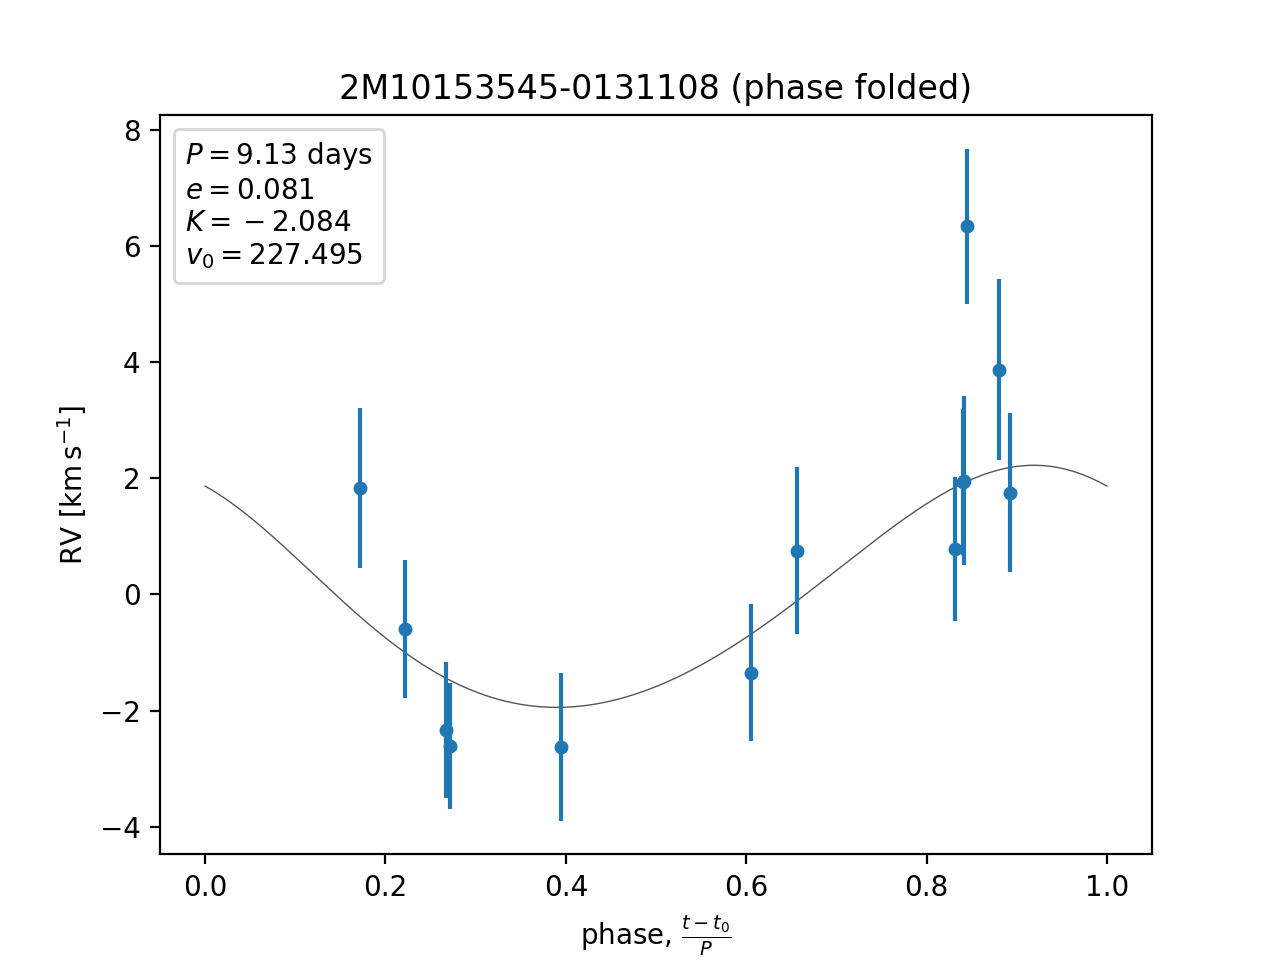 2M10153545-0131108 (phase folded)
P = 9.13 days
e = 0.081
K = −2.084
v₀ = 227.495
8
6
4
2
0
−2
−4
RV [km s⁻¹]
0.0 0.2 0.4 0.6 0.8 1.0
phase, (t − t₀)/P